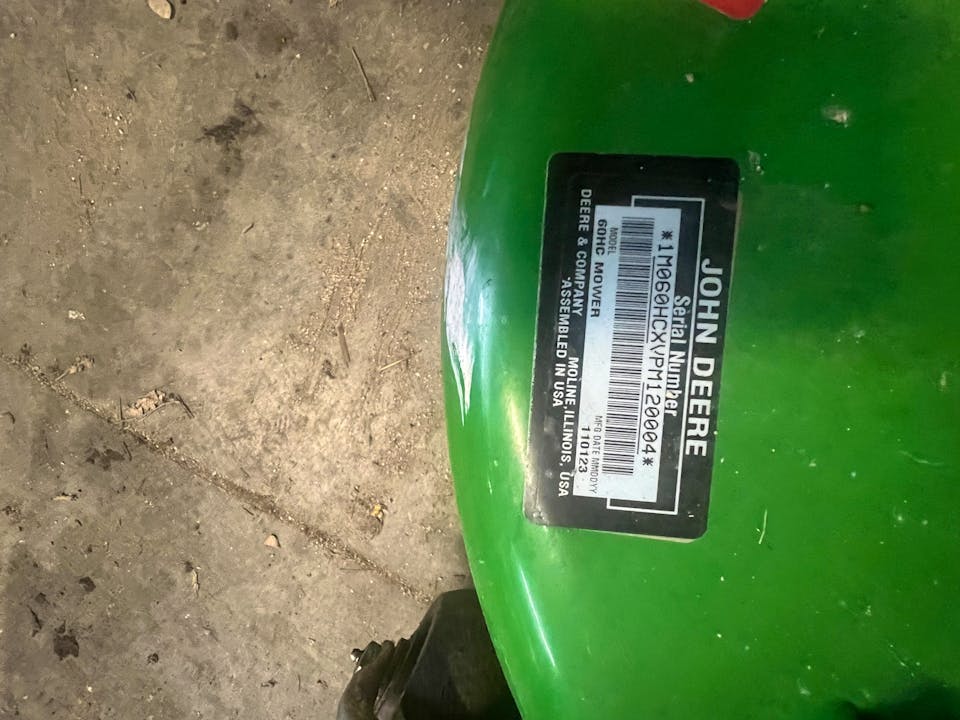 JOHN DEERE
Serial Number
*1M060HCXVPM120004*
MODEL
60HC MOWER
MFG DATE MMDDYY
110123
DEERE & COMPANY MOLINE, ILLINOIS, USA
ASSEMBLED IN USA